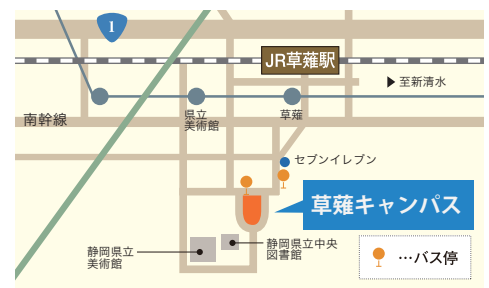 1
JR草薙駅
至新清水
県立
美術館
草薙
南幹線
セブンイレブン
草薙キャンパス
静岡県立
美術館
静岡県立中央
図書館
…バス停